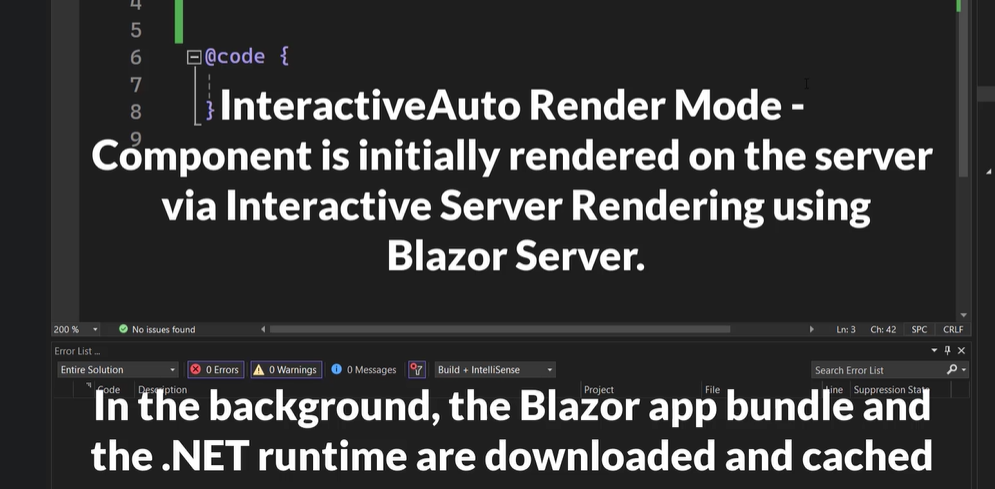 4
5
6 @code {
7
8 }
9
InteractiveAuto Render Mode -
Component is initially rendered on the server
via Interactive Server Rendering using
Blazor Server.
200 % No issues found Ln: 3 Ch: 42 SPC CRLF
Error List ...
Entire Solution 0 Errors 0 Warnings 0 Messages Build + IntelliSense Search Error List
Code Description Project File Line Suppression State
In the background, the Blazor app bundle and
the .NET runtime are downloaded and cached